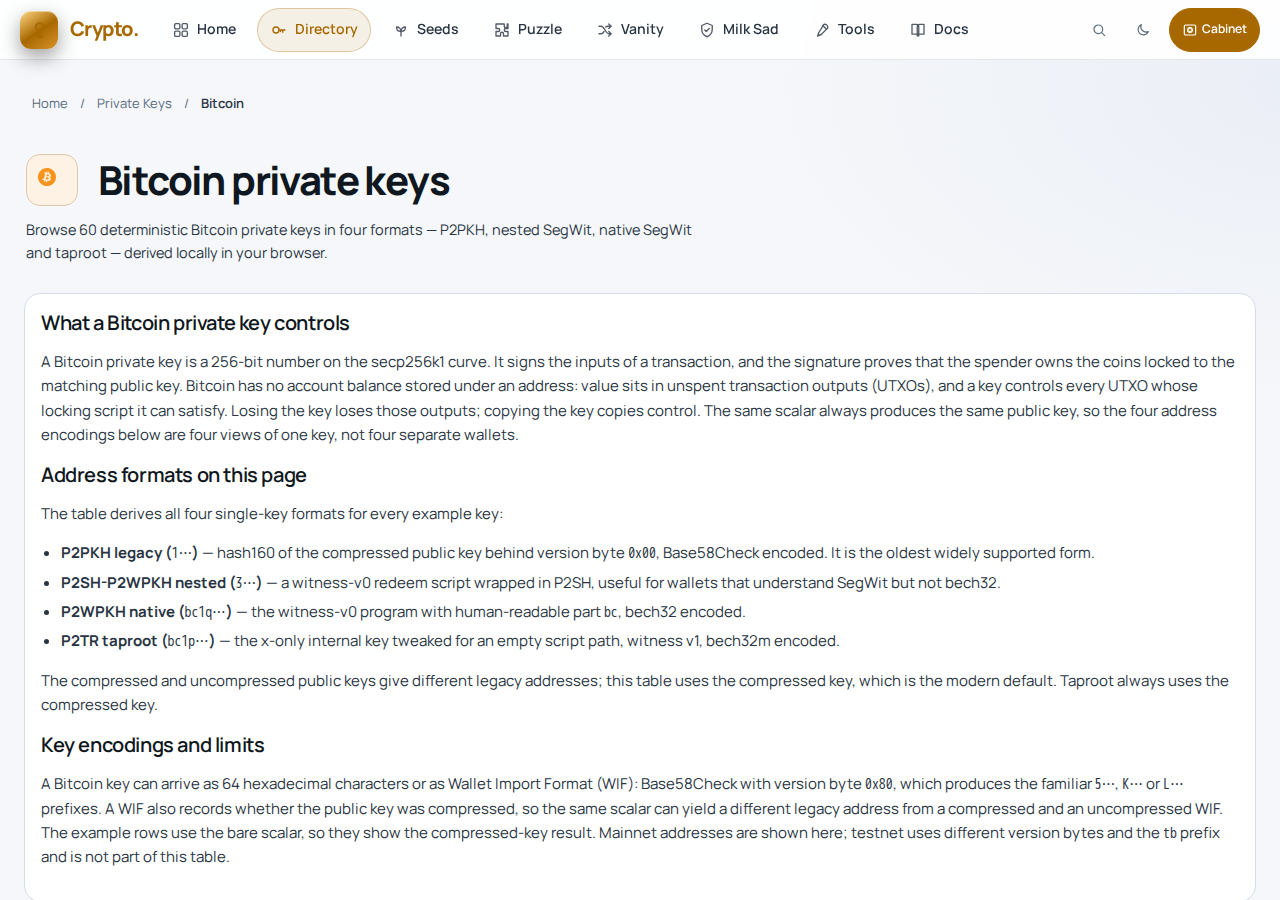 Crypto. Home Directory Seeds Puzzle Vanity Milk Sad Tools Docs Cabinet
Home / Private Keys / Bitcoin
Bitcoin private keys
Browse 60 deterministic Bitcoin private keys in four formats — P2PKH, nested SegWit, native SegWit
and taproot — derived locally in your browser.
What a Bitcoin private key controls
A Bitcoin private key is a 256-bit number on the secp256k1 curve. It signs the inputs of a transaction, and the signature proves that the spender owns the coins locked to the
matching public key. Bitcoin has no account balance stored under an address: value sits in unspent transaction outputs (UTXOs), and a key controls every UTXO whose
locking script it can satisfy. Losing the key loses those outputs; copying the key copies control. The same scalar always produces the same public key, so the four address
encodings below are four views of one key, not four separate wallets.
Address formats on this page
The table derives all four single-key formats for every example key:
• P2PKH legacy (1…) — hash160 of the compressed public key behind version byte 0x00, Base58Check encoded. It is the oldest widely supported form.
• P2SH-P2WPKH nested (3…) — a witness-v0 redeem script wrapped in P2SH, useful for wallets that understand SegWit but not bech32.
• P2WPKH native (bc1q…) — the witness-v0 program with human-readable part bc, bech32 encoded.
• P2TR taproot (bc1p…) — the x-only internal key tweaked for an empty script path, witness v1, bech32m encoded.
The compressed and uncompressed public keys give different legacy addresses; this table uses the compressed key, which is the modern default. Taproot always uses the
compressed key.
Key encodings and limits
A Bitcoin key can arrive as 64 hexadecimal characters or as Wallet Import Format (WIF): Base58Check with version byte 0x80, which produces the familiar 5…, K… or L…
prefixes. A WIF also records whether the public key was compressed, so the same scalar can yield a different legacy address from a compressed and an uncompressed WIF.
The example rows use the bare scalar, so they show the compressed-key result. Mainnet addresses are shown here; testnet uses different version bytes and the tb prefix
and is not part of this table.